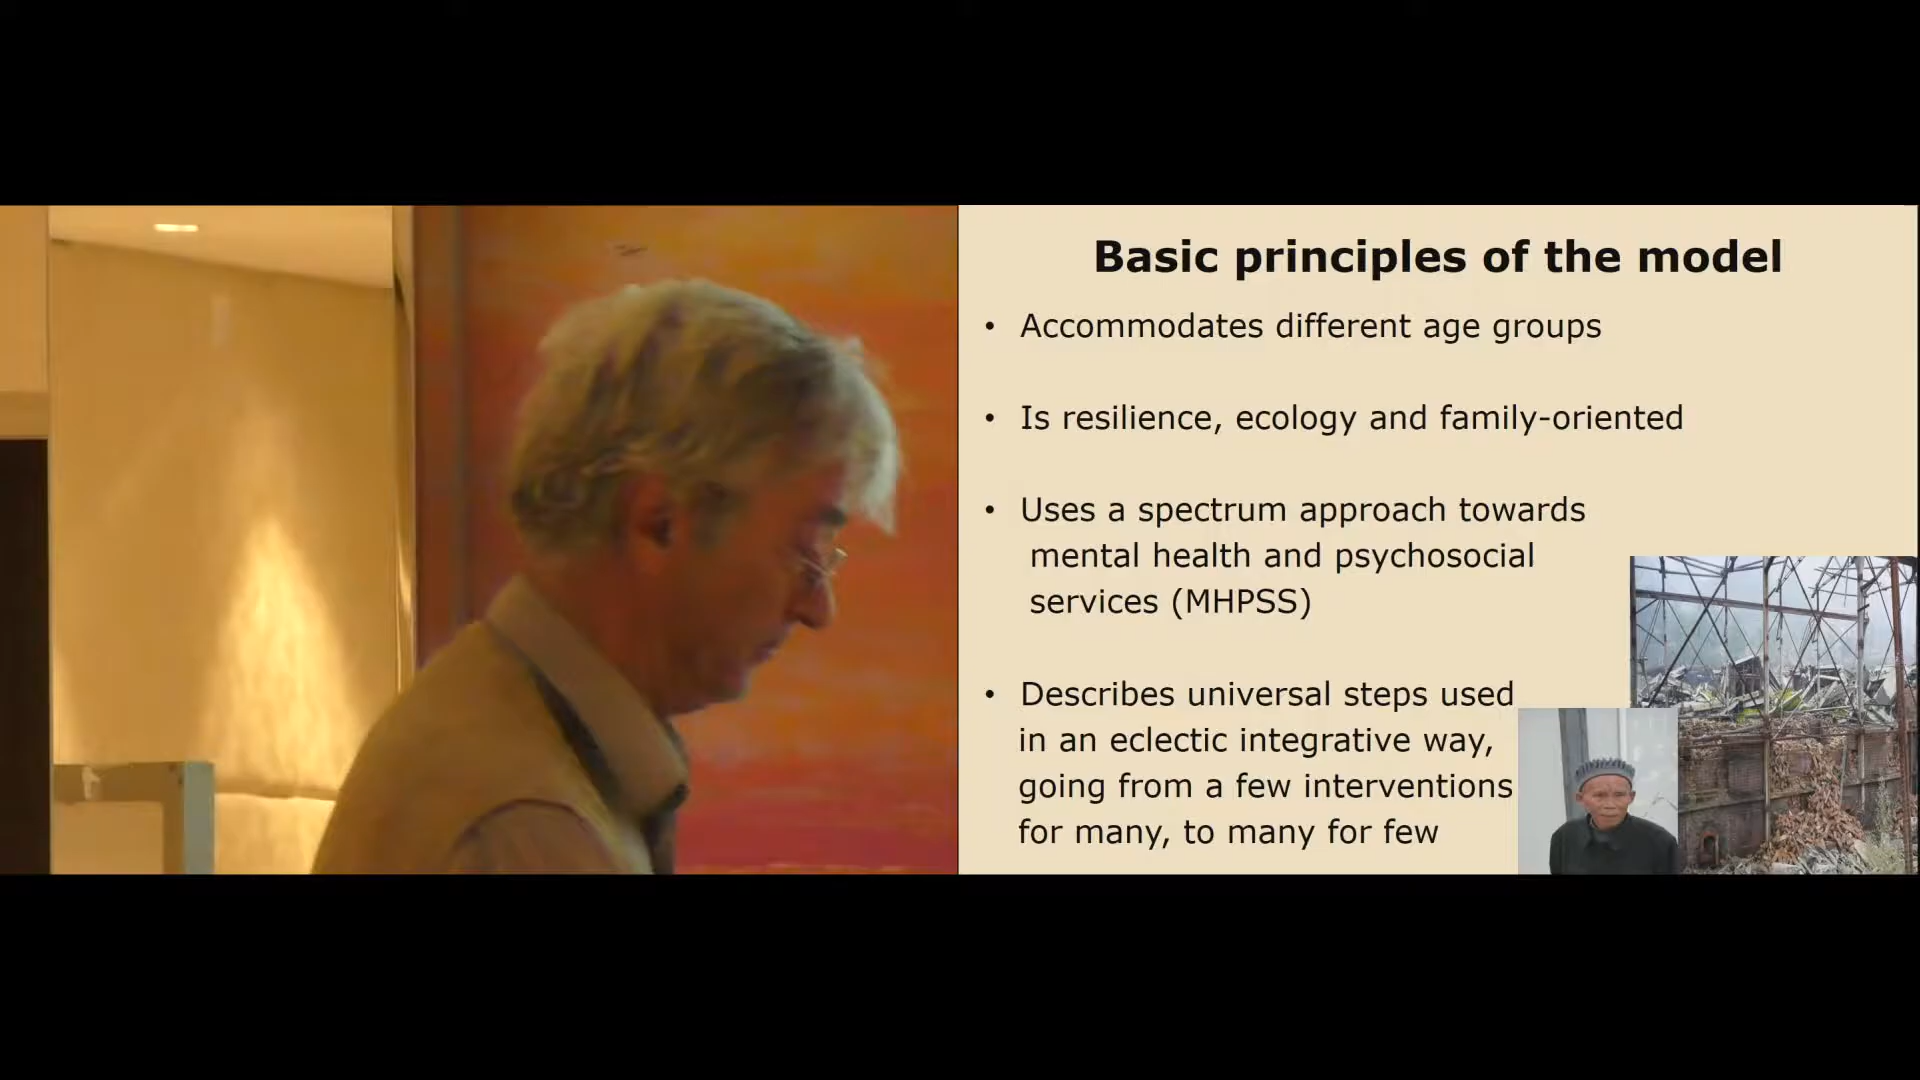 Basic principles of the model
• Accommodates different age groups
• Is resilience, ecology and family-oriented
• Uses a spectrum approach towards
mental health and psychosocial
services (MHPSS)
• Describes universal steps used
in an eclectic integrative way,
going from a few interventions
for many, to many for few